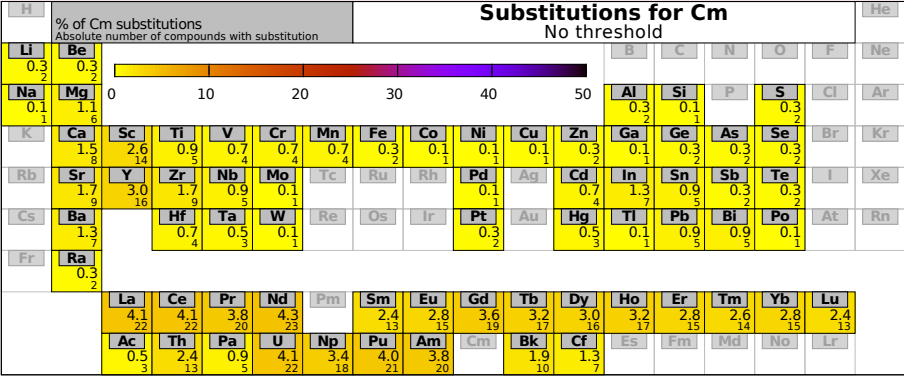 H % of Cm substitutions Substitutions for Cm He
Absolute number of compounds with substitution No threshold
Li Be B C N O F Ne
0.3 0.3
2 2
0 10 20 30 40 50
Na Mg Al Si P S Cl Ar
0.1 1.1 0.3 0.1 0.3
1 6 2 1 2
K Ca Sc Ti V Cr Mn Fe Co Ni Cu Zn Ga Ge As Se Br Kr
1.5 2.6 0.9 0.7 0.7 0.7 0.3 0.1 0.1 0.1 0.3 0.1 0.3 0.3 0.3
8 14 5 4 4 4 2 1 1 1 2 1 2 2 2
Rb Sr Y Zr Nb Mo Tc Ru Rh Pd Ag Cd In Sn Sb Te I Xe
1.7 3.0 1.7 0.9 0.1 0.1 0.7 1.3 0.9 0.3 0.3
9 16 9 5 1 1 4 7 5 2 2
Cs Ba Hf Ta W Re Os Ir Pt Au Hg Tl Pb Bi Po At Rn
1.3 0.7 0.5 0.1 0.3 0.5 0.1 0.9 0.9 0.1
7 4 3 1 2 3 1 5 5 1
Fr Ra
0.3
2
La Ce Pr Nd Pm Sm Eu Gd Tb Dy Ho Er Tm Yb Lu
4.1 4.1 3.8 4.3 2.4 2.8 3.6 3.2 3.0 3.2 2.8 2.6 2.8 2.4
22 22 20 23 13 15 19 17 16 17 15 14 15 13
Ac Th Pa U Np Pu Am Cm Bk Cf Es Fm Md No Lr
0.5 2.4 0.9 4.1 3.4 4.0 3.8 1.9 1.3
3 13 5 22 18 21 20 10 7